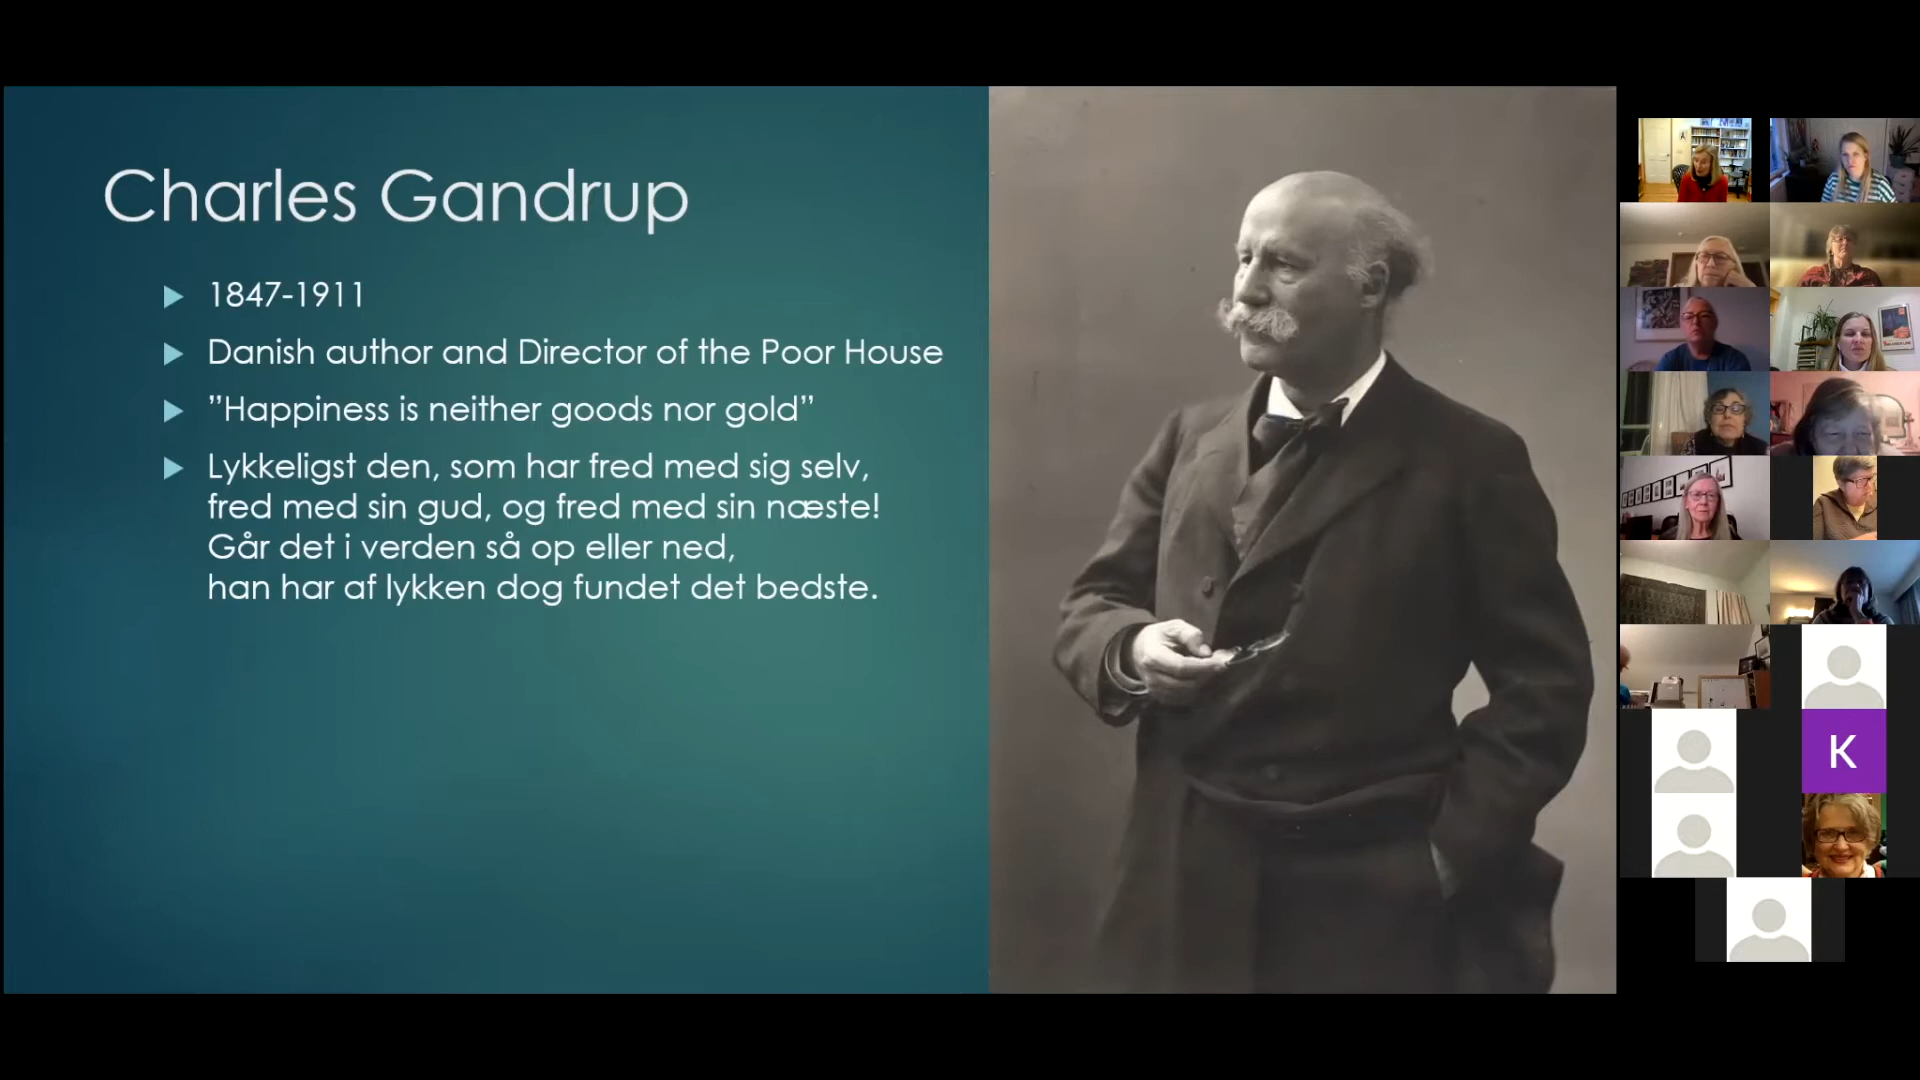 Charles Gandrup
1847-1911
Danish author and Director of the Poor House
”Happiness is neither goods nor gold”
Lykkeligst den, som har fred med sig selv,
fred med sin gud, og fred med sin næste!
Går det i verden så op eller ned,
han har af lykken dog fundet det bedste.
K